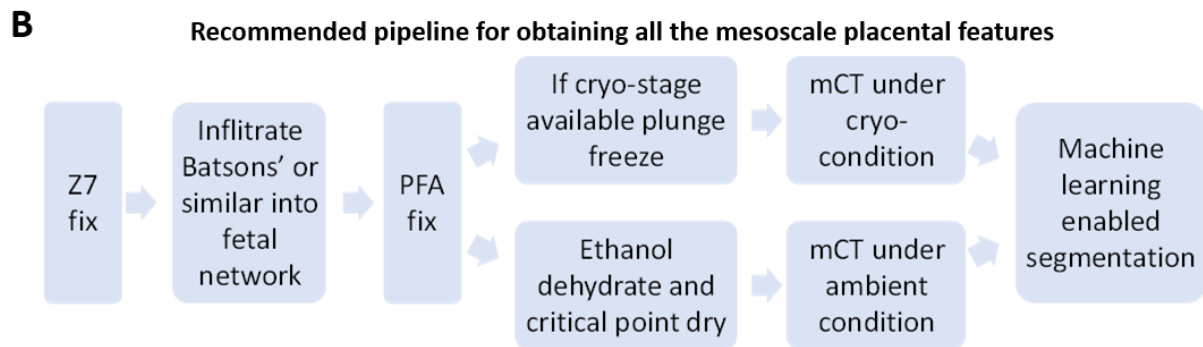 B
Recommended pipeline for obtaining all the mesoscale placental features
Z7
fix
Inflitrate
Batsons’ or
similar into
fetal
network
PFA
fix
If cryo-stage
available plunge
freeze
mCT under
cryo-
condition
Ethanol
dehydrate and
critical point dry
mCT under
ambient
condition
Machine
learning
enabled
segmentation